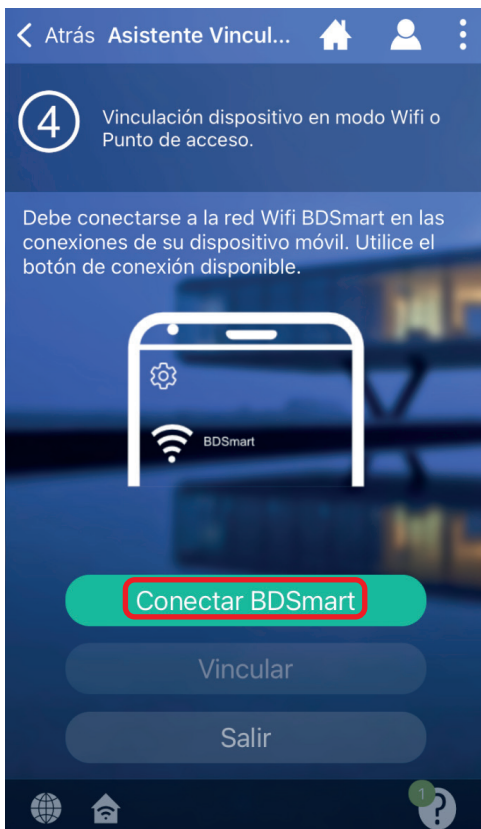 Atrás Asistente Vincul...
4
Vinculación dispositivo en modo Wifi o
Punto de acceso.
Debe conectarse a la red Wifi BDSmart en las
conexiones de su dispositivo móvil. Utilice el
botón de conexión disponible.
BDSmart
Conectar BDSmart
Vincular
Salir
1
?